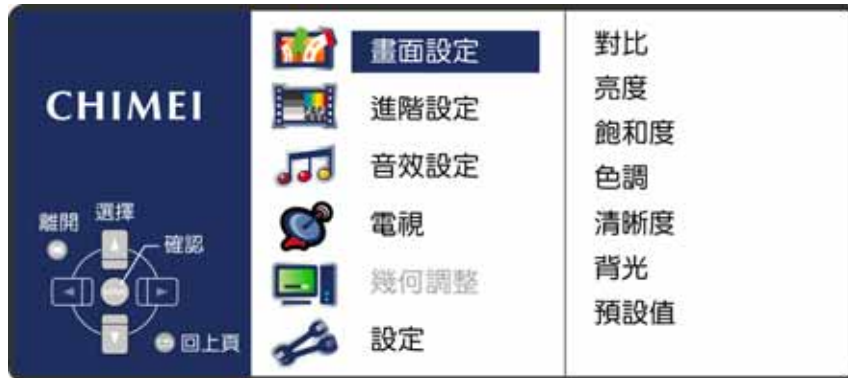 CHIMEI
離開
選擇
確認
回上頁
畫面設定
進階設定
音效設定
電視
幾何調整
設定
對比
亮度
飽和度
色調
清晰度
背光
預設值